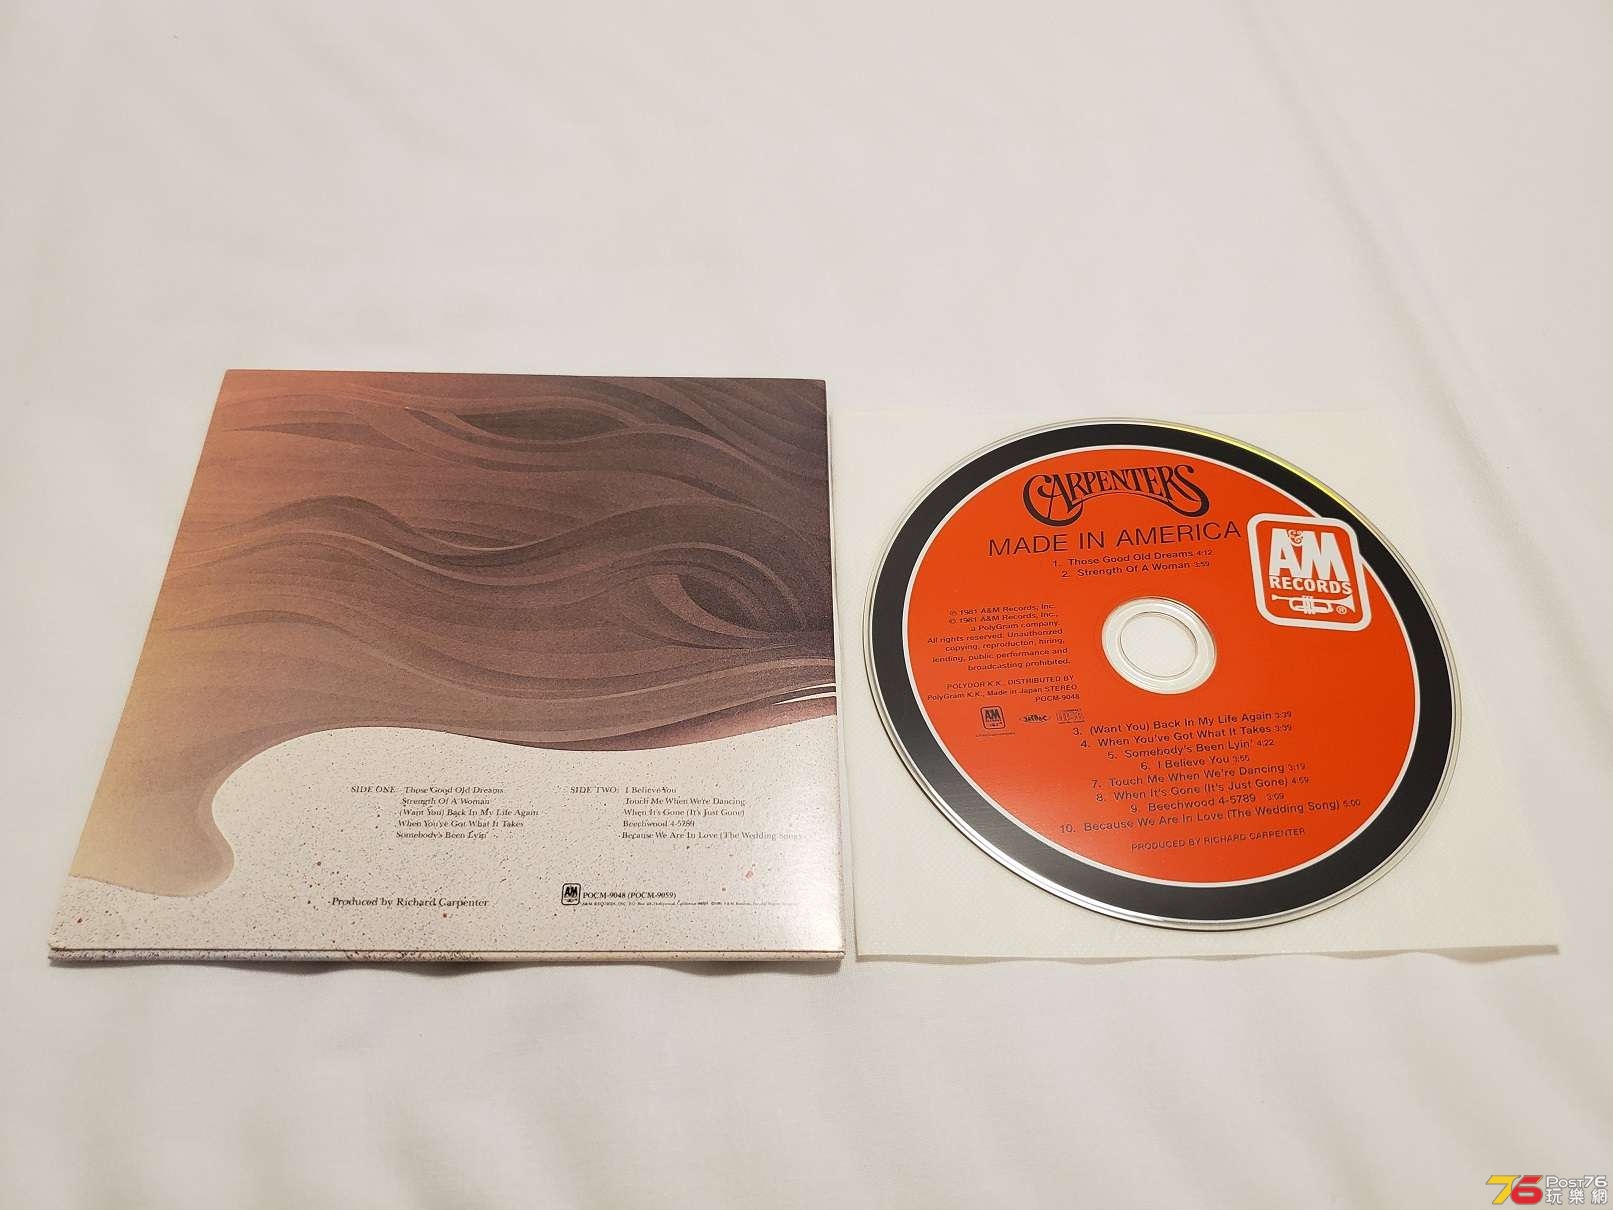 SIDE ONE Those Good Old Dreams
Strength Of A Woman
(Want You) Back In My Life Again
When You've Got What It Takes
Somebody's Been Lyin'
SIDE TWO: I Believe You
Touch Me When We're Dancing
When It's Gone (It's Just Gone)
Beechwood 4-5789
Because We Are In Love (The Wedding Song)
Produced by Richard Carpenter
A&M
POCM-9048 (POCM-9059)
CARPENTERS
MADE IN AMERICA
1. Those Good Old Dreams 4:12
2. Strength Of A Woman 3:59
A&M
RECORDS
®
℗ 1981 A&M Records, Inc.
© 1981 A&M Records, Inc.,
a PolyGram company.
All rights reserved. Unauthorized
copying, reproduction, hiring,
lending, public performance and
broadcasting prohibited.
POLYDOR K.K., DISTRIBUTED BY
PolyGram K.K., Made in Japan STEREO
POCM-9048
A&M
3. (Want You) Back In My Life Again 3:39
4. When You've Got What It Takes 3:39
5. Somebody's Been Lyin' 4:22
6. I Believe You 3:55
7. Touch Me When We're Dancing 3:19
8. When It's Gone (It's Just Gone) 4:59
9. Beechwood 4-5789 3:09
10. Because We Are In Love (The Wedding Song) 5:00
PRODUCED BY RICHARD CARPENTER
76 Post76
玩樂網